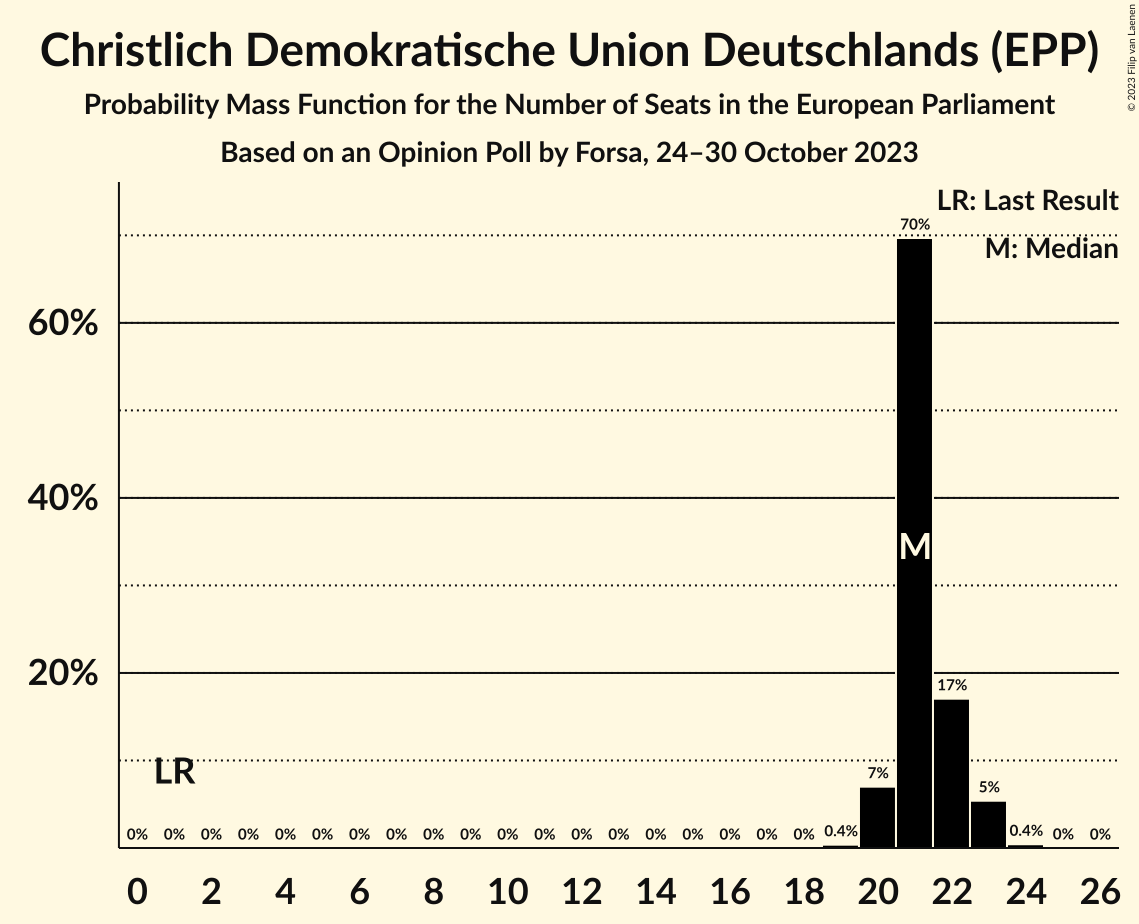 Christlich Demokratische Union Deutschlands (EPP)
Probability Mass Function for the Number of Seats in the European Parliament
Based on an Opinion Poll by Forsa, 24–30 October 2023
© 2023 Filip van Laenen
LR: Last Result
M: Median
70%
60%
40%
M
20%
17%
LR
7%
5%
0% 0% 0% 0% 0% 0% 0% 0% 0% 0% 0% 0% 0% 0% 0% 0% 0% 0% 0% 0.4% 0.4% 0% 0%
0 2 4 6 8 10 12 14 16 18 20 22 24 26